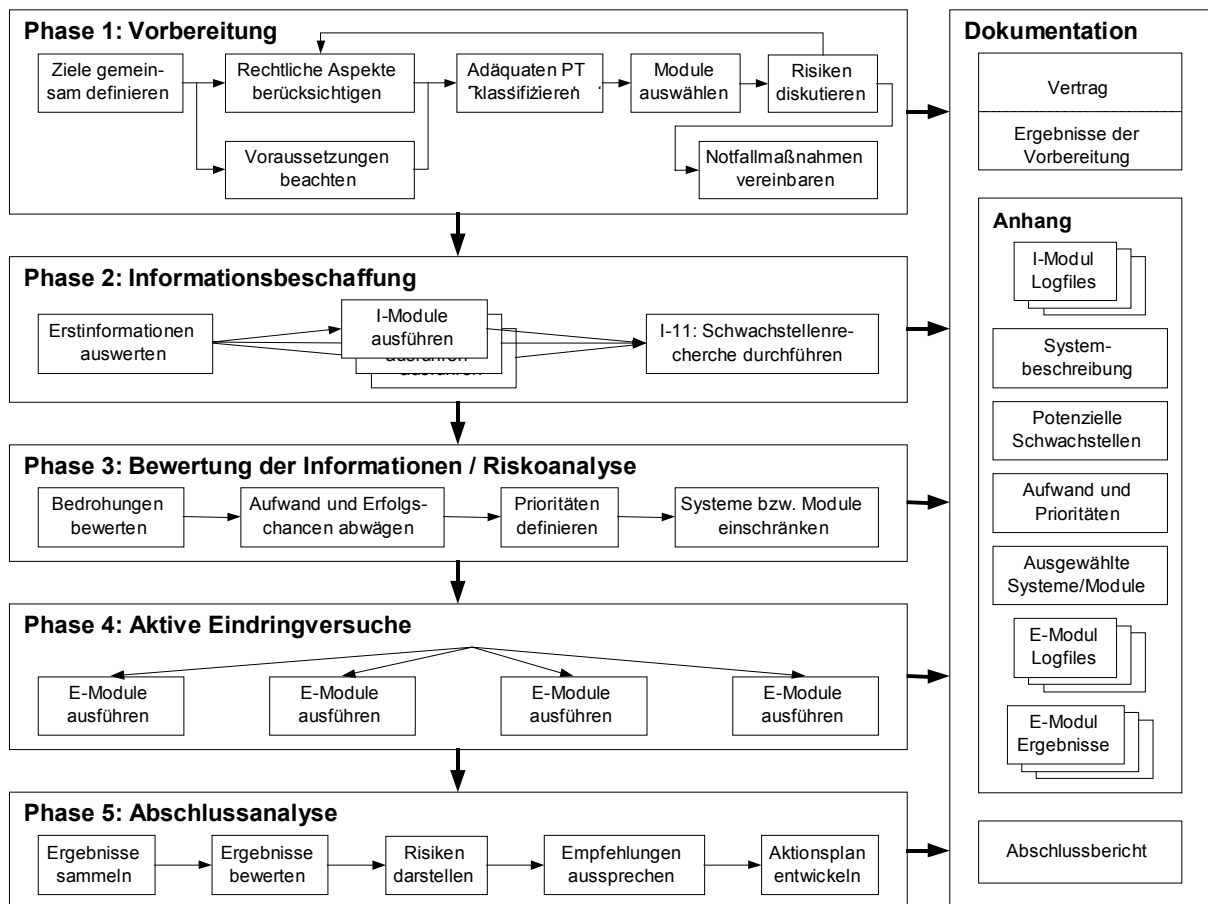 Phase 1: Vorbereitung
Ziele gemein-
sam definieren
Rechtliche Aspekte
berücksichtigen
Voraussetzungen
beachten
Adäquaten PT
klassifizieren
Module
auswählen
Risiken
diskutieren
Notfallmaßnahmen
vereinbaren
Phase 2: Informationsbeschaffung
Erstinformationen
auswerten
I-Module
ausführen
ausführen
ausführen
I-11: Schwachstellenre-
cherche durchführen
Phase 3: Bewertung der Informationen / Riskoanalyse
Bedrohungen
bewerten
Aufwand und Erfolgs-
chancen abwägen
Prioritäten
definieren
Systeme bzw. Module
einschränken
Phase 4: Aktive Eindringversuche
E-Module
ausführen
E-Module
ausführen
E-Module
ausführen
E-Module
ausführen
Phase 5: Abschlussanalyse
Ergebnisse
sammeln
Ergebnisse
bewerten
Risiken
darstellen
Empfehlungen
aussprechen
Aktionsplan
entwickeln
Dokumentation
Vertrag
Ergebnisse der
Vorbereitung
Anhang
I-Modul
Logfiles
System-
beschreibung
Potenzielle
Schwachstellen
Aufwand und
Prioritäten
Ausgewählte
Systeme/Module
E-Modul
Logfiles
E-Modul
Ergebnisse
Abschlussbericht